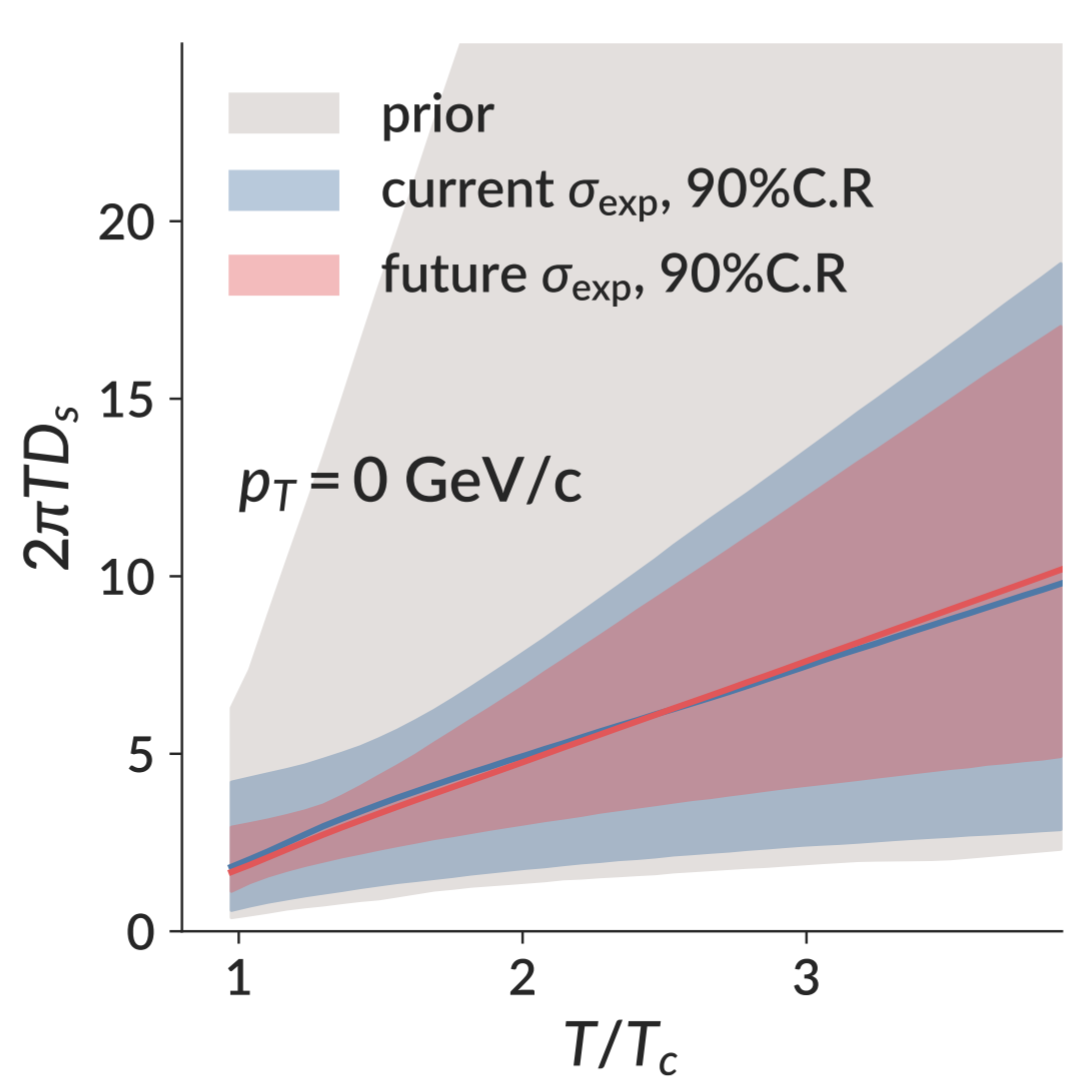 prior
current σexp, 90%C.R
future σexp, 90%C.R
pT = 0 GeV/c
2πTDs
20
15
10
5
0
1 2 3
T/Tc